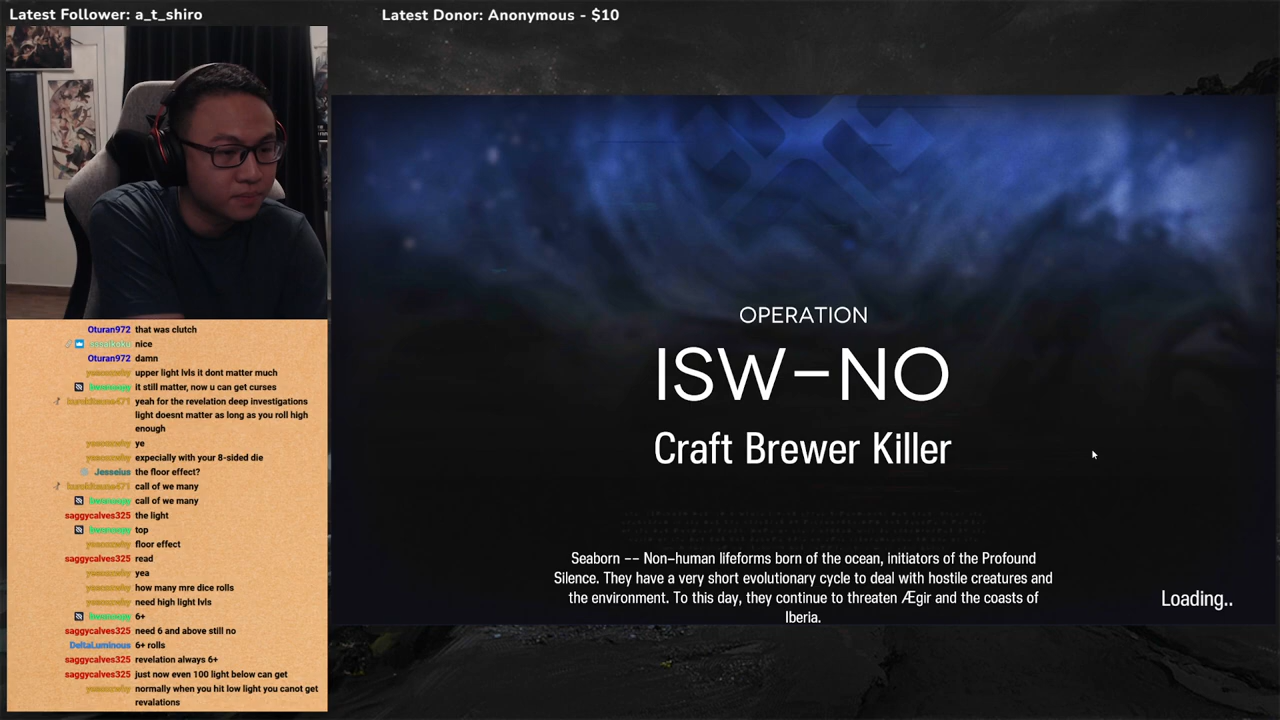 Latest Follower: a_t_shiro
Latest Donor: Anonymous - $10
Oturan972 that was clutch
nice
Oturan972 damn
upper light lvls it dont matter much
it still matter, now u can get curses
yeah for the revelation deep investigations
light doesnt matter as long as you roll high
enough
ye
expecially with your 8-sided die
Jesseius the floor effect?
call of we many
call of we many
saggycalves325 the light
top
floor effect
saggycalves325 read
yea
how many mre dice rolls
need high light lvls
6+
saggycalves325 need 6 and above still no
DeltaLuminous 6+ rolls
saggycalves325 revelation always 6+
saggycalves325 just now even 100 light below can get
normally when you hit low light you canot get
revalations
OPERATION
ISW-NO
Craft Brewer Killer
Seaborn -- Non-human lifeforms born of the ocean, initiators of the Profound
Silence. They have a very short evolutionary cycle to deal with hostile creatures and
the environment. To this day, they continue to threaten Ægir and the coasts of
Iberia.
Loading..